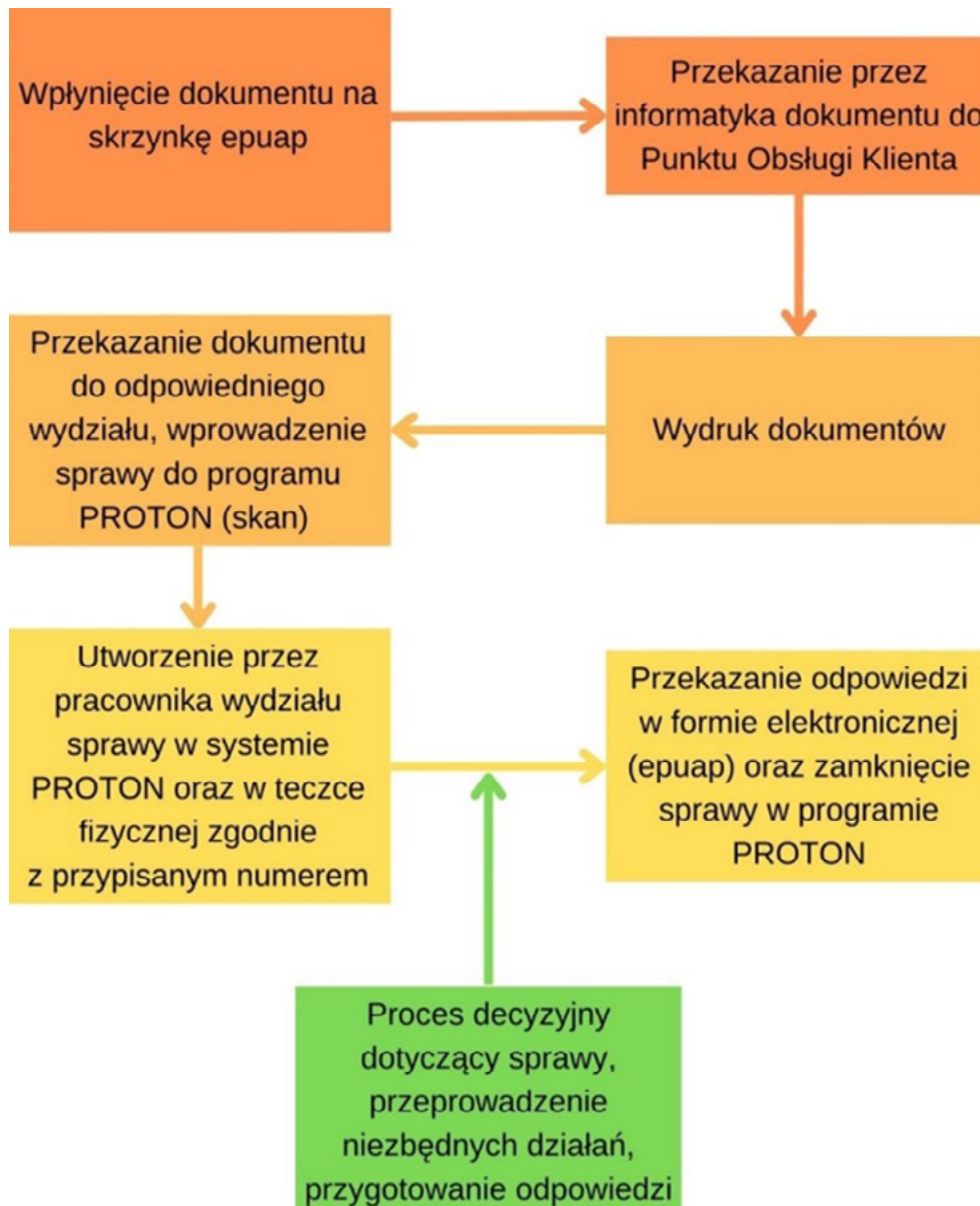 Wpłynięcie dokumentu na
skrzynkę epuap
Przekazanie przez
informatyka dokumentu do
Punktu Obsługi Klienta
Wydruk dokumentów
Przekazanie dokumentu
do odpowiedniego
wydziału, wprowadzenie
sprawy do programu
PROTON (skan)
Utworzenie przez
pracownika wydziału
sprawy w systemie
PROTON oraz w teczce
fizycznej zgodnie
z przypisanym numerem
Proces decyzyjny
dotyczący sprawy,
przeprowadzenie
niezbędnych działań,
przygotowanie odpowiedzi
Przekazanie odpowiedzi
w formie elektronicznej
(epuap) oraz zamknięcie
sprawy w programie
PROTON